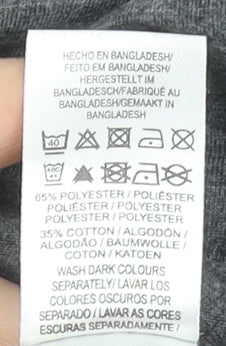 HECHO EN BANGLADESH/
FEITO EM BANGLADESH/
HERGESTELLT IM
BANGLADESCH/FABRIQUÉ AU
BANGLADESH/GEMAAKT IN
BANGLADESH
40
40C
65% POLYESTER / POLIÉSTER
POLIÉSTER / POLYESTER
POLYESTER / POLYESTER
35% COTTON / ALGODÓN /
ALGODÃO / BAUMWOLLE /
COTON / KATOEN
WASH DARK COLOURS
SEPARATELY/ LAVAR LOS
COLORES OSCUROS POR
SEPARADO / LAVAR AS CORES
ESCURAS SEPARADAMENTE /